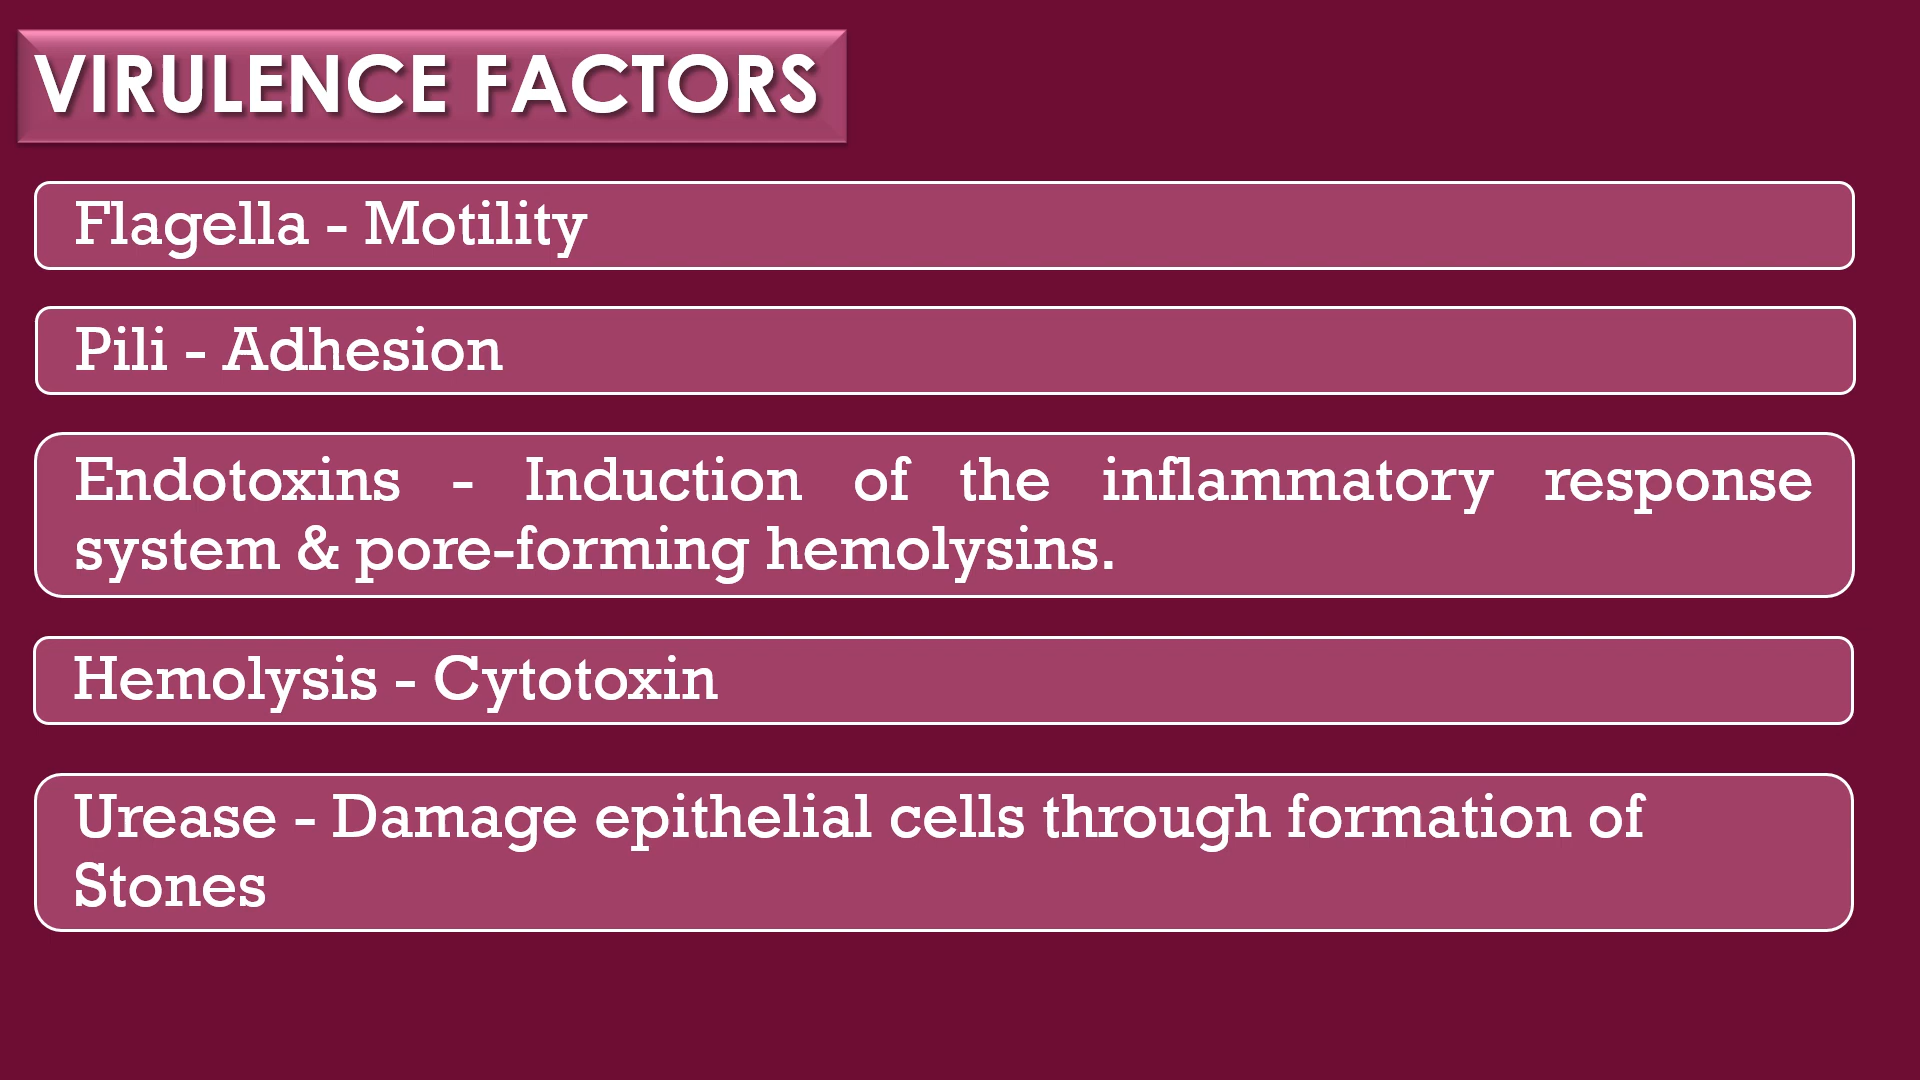 VIRULENCE FACTORS
Flagella - Motility
Pili - Adhesion
Endotoxins - Induction of the inflammatory response
system & pore-forming hemolysins.
Hemolysis - Cytotoxin
Urease - Damage epithelial cells through formation of
Stones